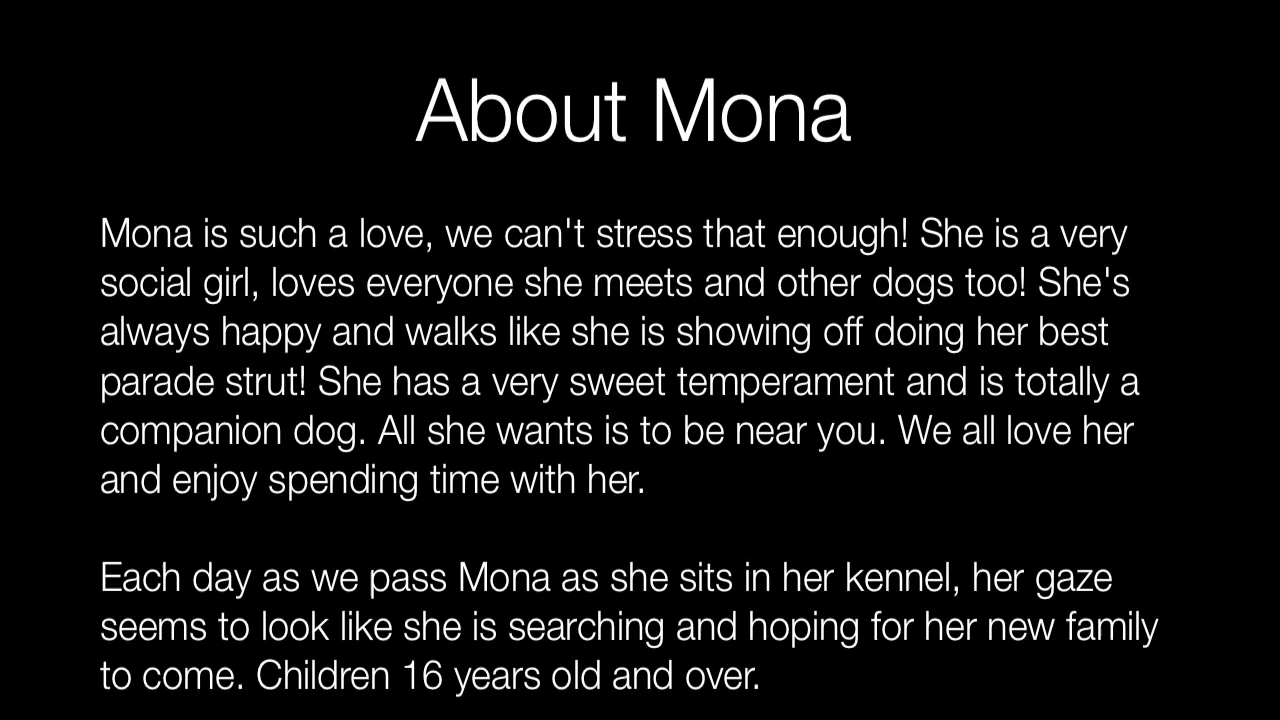 About Mona
Mona is such a love, we can't stress that enough! She is a very
social girl, loves everyone she meets and other dogs too! She's
always happy and walks like she is showing off doing her best
parade strut! She has a very sweet temperament and is totally a
companion dog. All she wants is to be near you. We all love her
and enjoy spending time with her.
Each day as we pass Mona as she sits in her kennel, her gaze
seems to look like she is searching and hoping for her new family
to come. Children 16 years old and over.